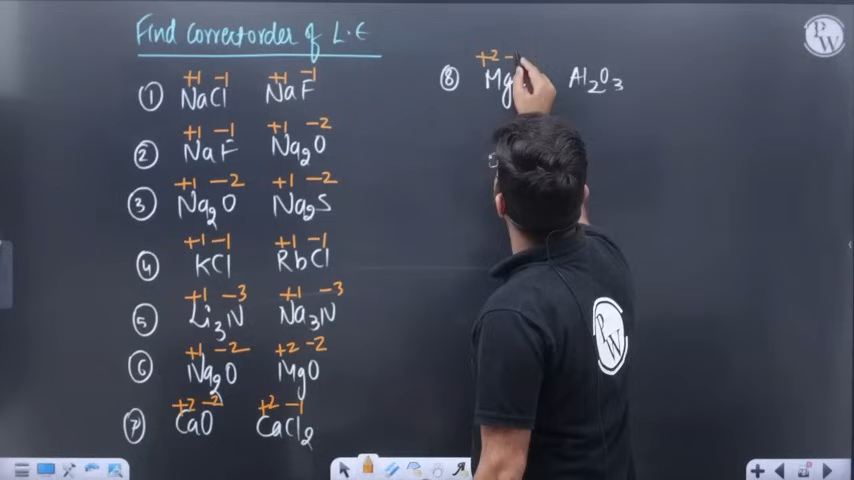 Find correct order of L.E
+1 -1 +1 -1
① NaCl NaF
+1 -1 +1 -2
② NaF Na2O
+1 -2 +1 -2
③ Na2O Na2S
+1 -1 +1 -1
④ KCl RbCl
+1 -3 +1 -3
⑤ Li3N Na3N
+1 -2 +2 -2
⑥ Na2O MgO
+2 -2 +2 -1
⑦ CaO CaCl2
+2 -
⑧ Mg Al2O3
PW
PW